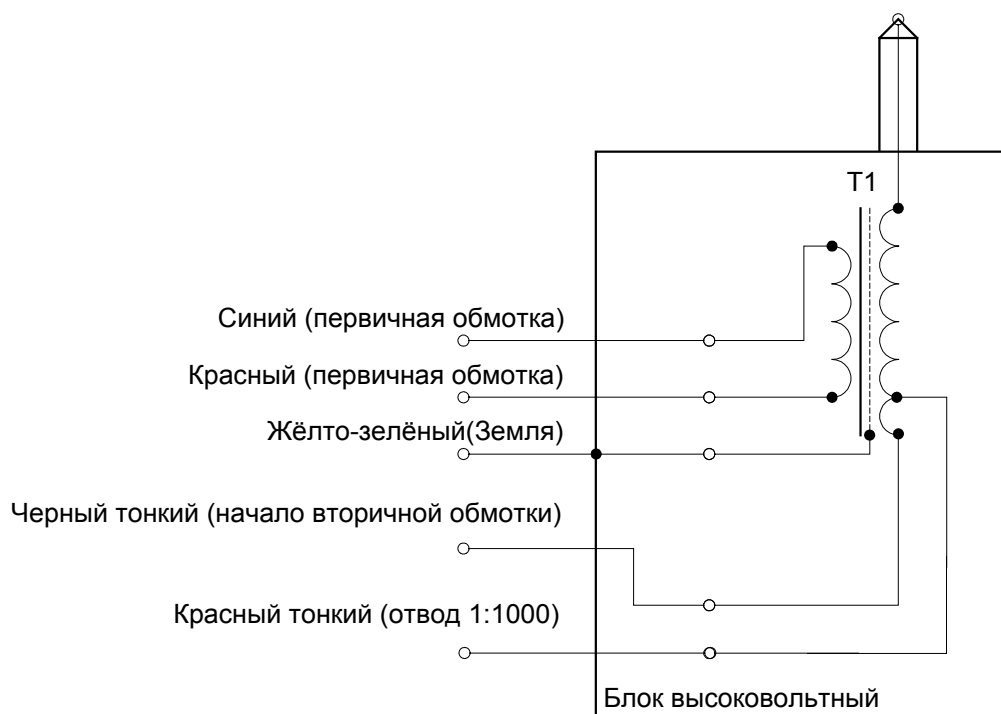 T1
Синий (первичная обмотка)
Красный (первичная обмотка)
Жёлто-зелёный(Земля)
Черный тонкий (начало вторичной обмотки)
Красный тонкий (отвод 1:1000)
Блок высоковольтный